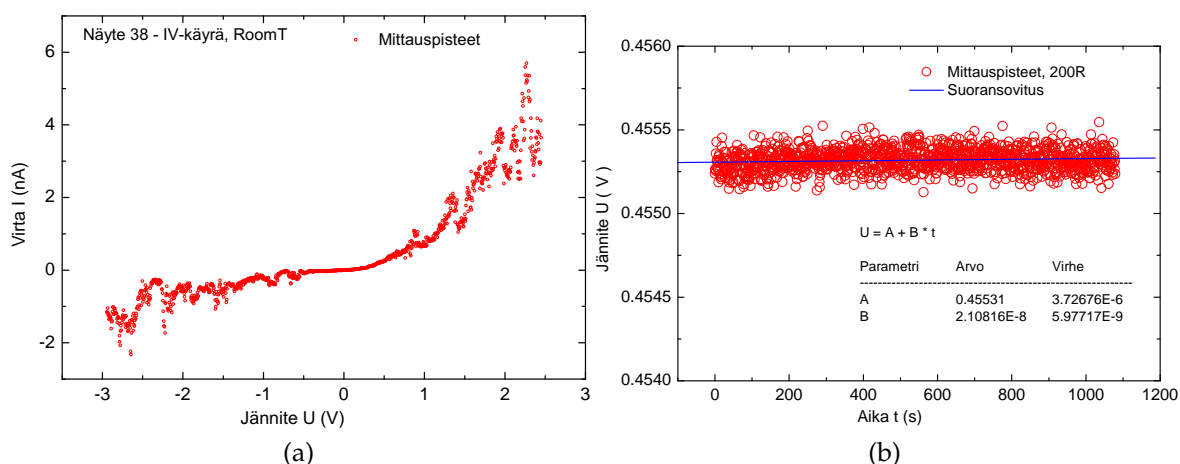 Näyte 38 - IV-käyrä, RoomT
Mittauspisteet
6
4
2
0
-2
Virta I (nA)
-3 -2 -1 0 1 2 3
Jännite U (V)
(a)
0.4560
0.4555
0.4550
0.4545
0.4540
Jännite U ( V )
Mittauspisteet, 200R
Suoransovitus
U = A + B * t
Parametri Arvo Virhe
------------------------------------------------------------
A 0.45531 3.72676E-6
B 2.10816E-8 5.97717E-9
0 200 400 600 800 1000 1200
Aika t (s)
(b)